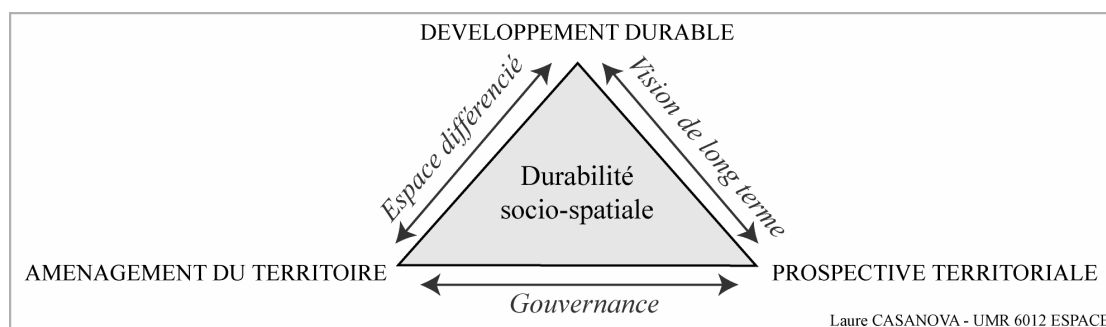 DEVELOPPEMENT DURABLE
Espace différencié
Vision de long terme
Durabilité
socio-spatiale
AMENAGEMENT DU TERRITOIRE
PROSPECTIVE TERRITORIALE
Gouvernance
Laure CASANOVA - UMR 6012 ESPACE